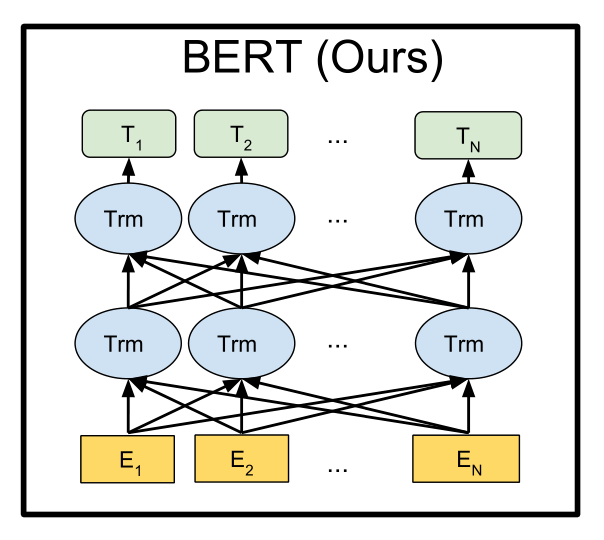 BERT (Ours)
T1 T2 ... TN
Trm Trm ... Trm
Trm Trm ... Trm
E1 E2 ... EN